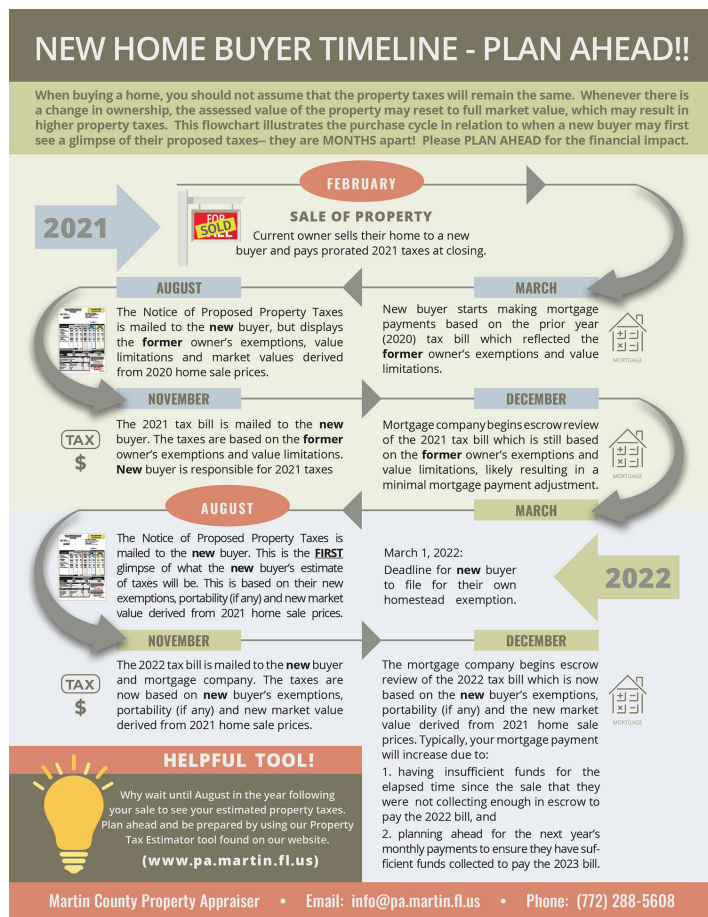 NEW HOME BUYER TIMELINE - PLAN AHEAD!!
When buying a home, you should not assume that the property taxes will remain the same. Whenever there is
a change in ownership, the assessed value of the property may reset to full market value, which may result in
higher property taxes. This flowchart illustrates the purchase cycle in relation to when a new buyer may first
see a glimpse of their proposed taxes-- they are MONTHS apart! Please PLAN AHEAD for the financial impact.
FEBRUARY
2021
FOR
SOLD
SALE OF PROPERTY
Current owner sells their home to a new
buyer and pays prorated 2021 taxes at closing.
MARCH
New buyer starts making mortgage
payments based on the prior year
(2020) tax bill which reflected the
former owner's exemptions and value
limitations.
MORTGAGE
AUGUST
The Notice of Proposed Property Taxes
is mailed to the new buyer, but displays
the former owner's exemptions, value
limitations and market values derived
from 2020 home sale prices.
NOVEMBER
TAX
$
The 2021 tax bill is mailed to the new
buyer. The taxes are based on the former
owner's exemptions and value limitations.
New buyer is responsible for 2021 taxes
DECEMBER
Mortgage company begins escrow review
of the 2021 tax bill which is still based
on the former owner's exemptions and
value limitations, likely resulting in a
minimal mortgage payment adjustment.
MORTGAGE
MARCH
March 1, 2022:
Deadline for new buyer
to file for their own
homestead exemption.
2022
AUGUST
The Notice of Proposed Property Taxes is
mailed to the new buyer. This is the FIRST
glimpse of what the new buyer's estimate
of taxes will be. This is based on their new
exemptions, portability (if any) and new market
value derived from 2021 home sale prices.
NOVEMBER
TAX
$
The 2022 tax bill is mailed to the new buyer
and mortgage company. The taxes are
now based on new buyer's exemptions,
portability (if any) and new market value
derived from 2021 home sale prices.
DECEMBER
The mortgage company begins escrow
review of the 2022 tax bill which is now
based on the new buyer's exemptions,
portability (if any) and the new market
value derived from 2021 home sale
prices. Typically, your mortgage payment
will increase due to:
1. having insufficient funds for the
elapsed time since the sale that they
were not collecting enough in escrow to
pay the 2022 bill, and
2. planning ahead for the next year's
monthly payments to ensure they have suf-
ficient funds collected to pay the 2023 bill.
MORTGAGE
HELPFUL TOOL!
Why wait until August in the year following
your sale to see your estimated property taxes.
Plan ahead and be prepared by using our Property
Tax Estimator tool found on our website.
(www.pa.martin.fl.us)
Martin County Property Appraiser • Email: info@pa.martin.fl.us • Phone: (772) 288-5608